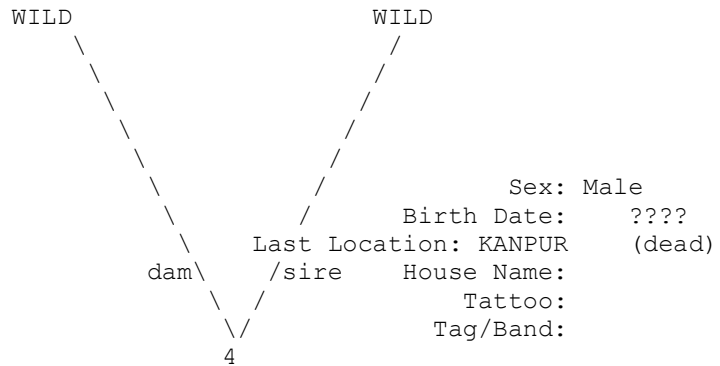 WILD WILD
Sex: Male
Birth Date: ????
Last Location: KANPUR (dead)
dam\ /sire House Name:
Tattoo:
Tag/Band:
4